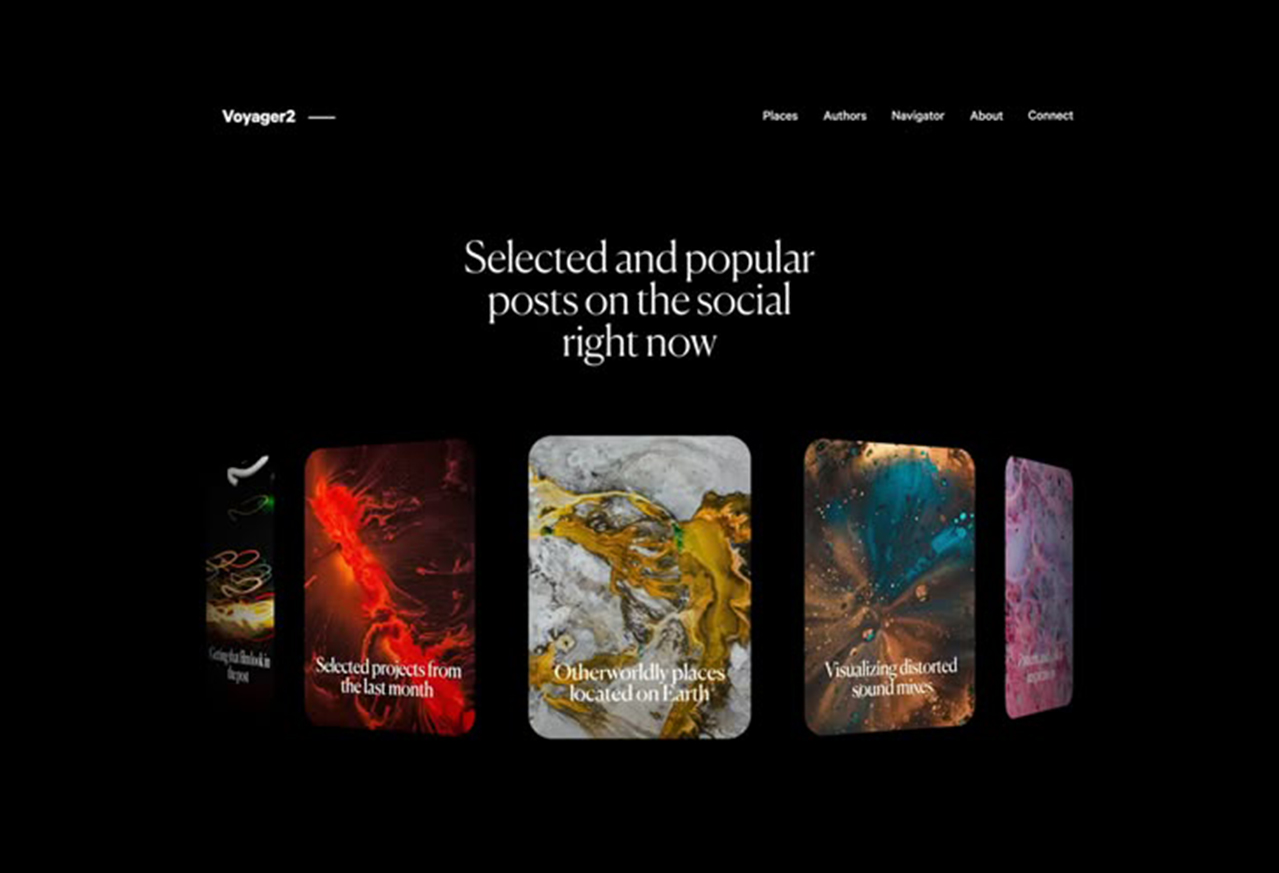 Voyager2
Places Authors Navigator About Connect
Selected and popular
posts on the social
right now
Getting that film look in
the post
Selected projects from
the last month
Otherworldly places
located on Earth
Visualizing distorted
sound mixes